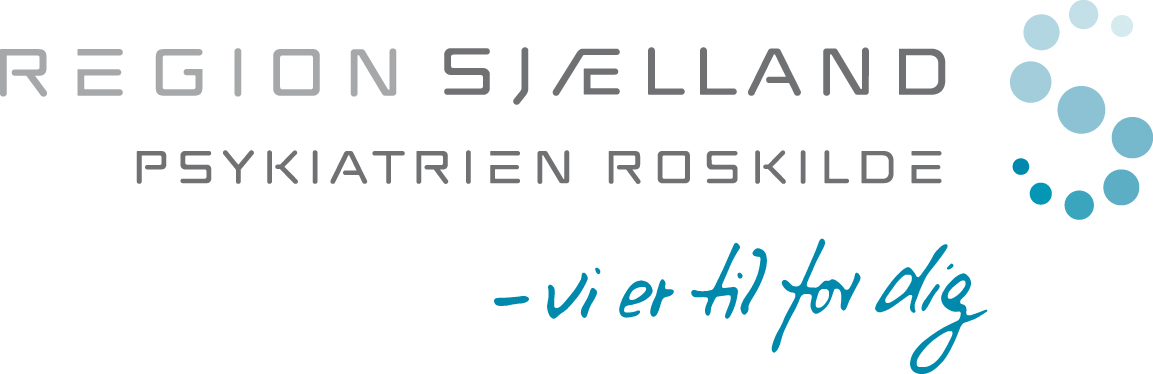 REGION SJÆLLAND
PSYKIATRIEN ROSKILDE
- vi er til for dig